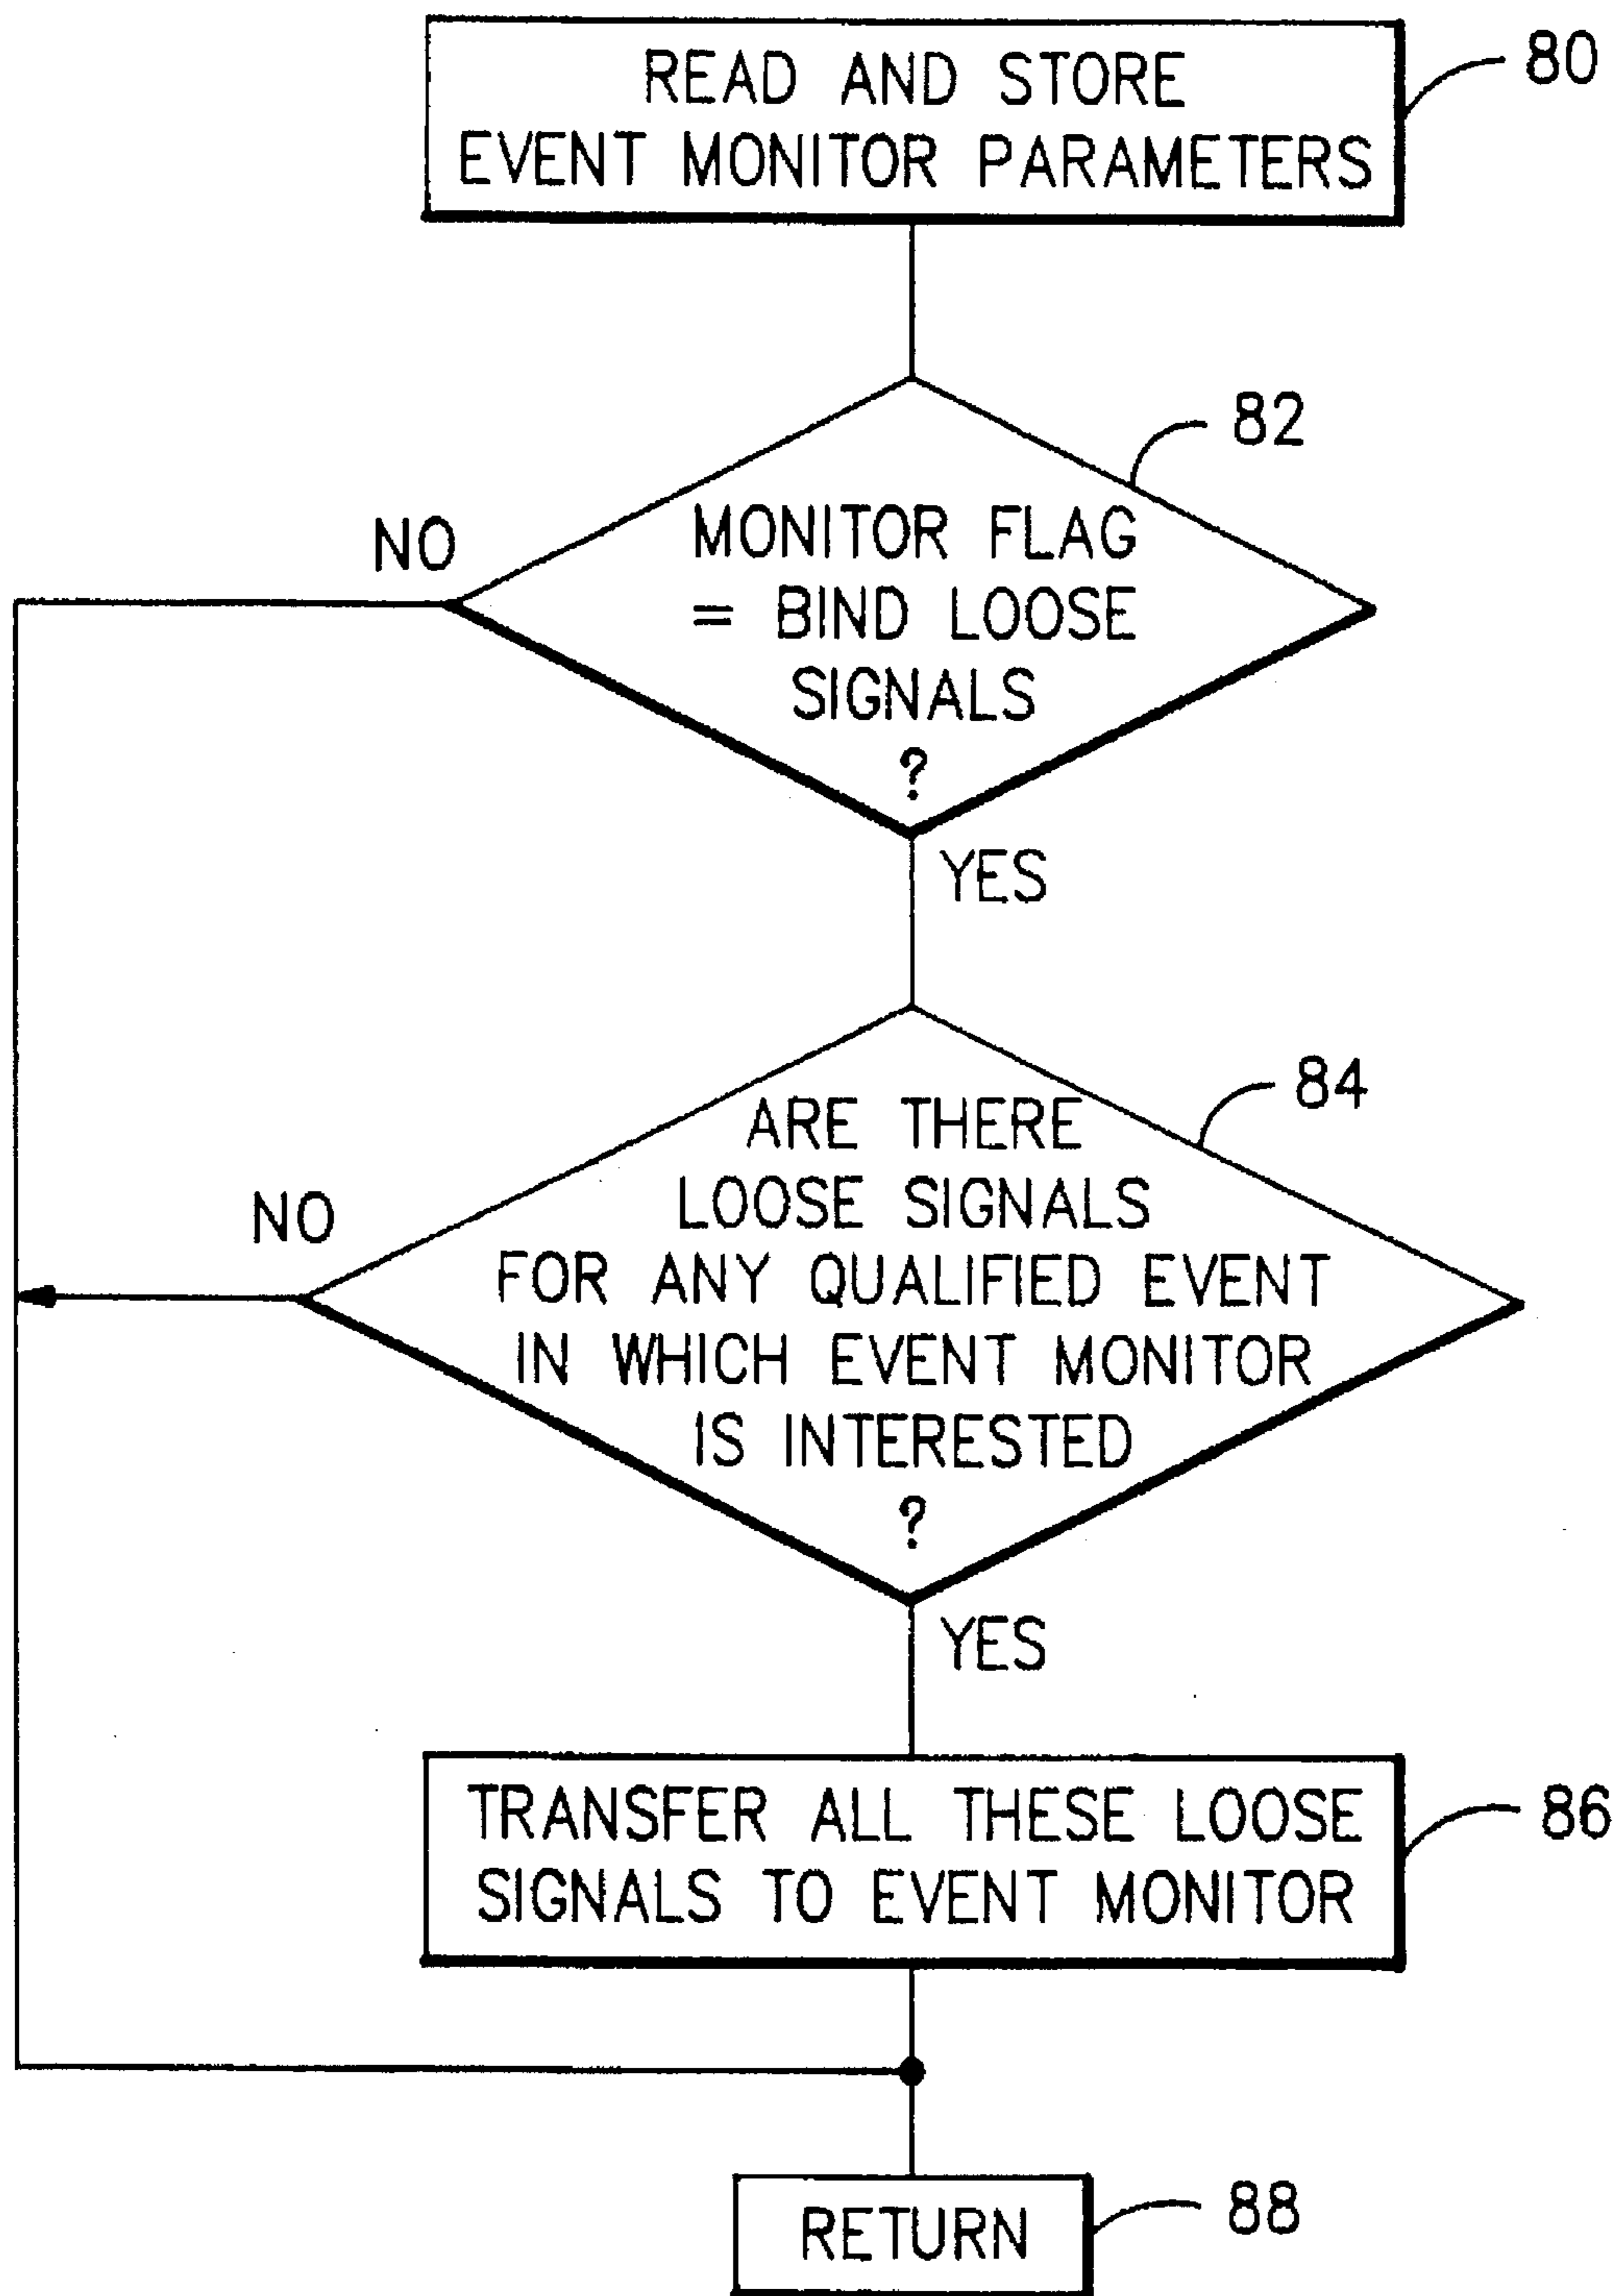 READ AND STORE
EVENT MONITOR PARAMETERS
80
82
MONITOR FLAG
= BIND LOOSE
SIGNALS
?
NO
YES
84
ARE THERE
LOOSE SIGNALS
FOR ANY QUALIFIED EVENT
IN WHICH EVENT MONITOR
IS INTERESTED
?
NO
YES
TRANSFER ALL THESE LOOSE
SIGNALS TO EVENT MONITOR
86
RETURN
88